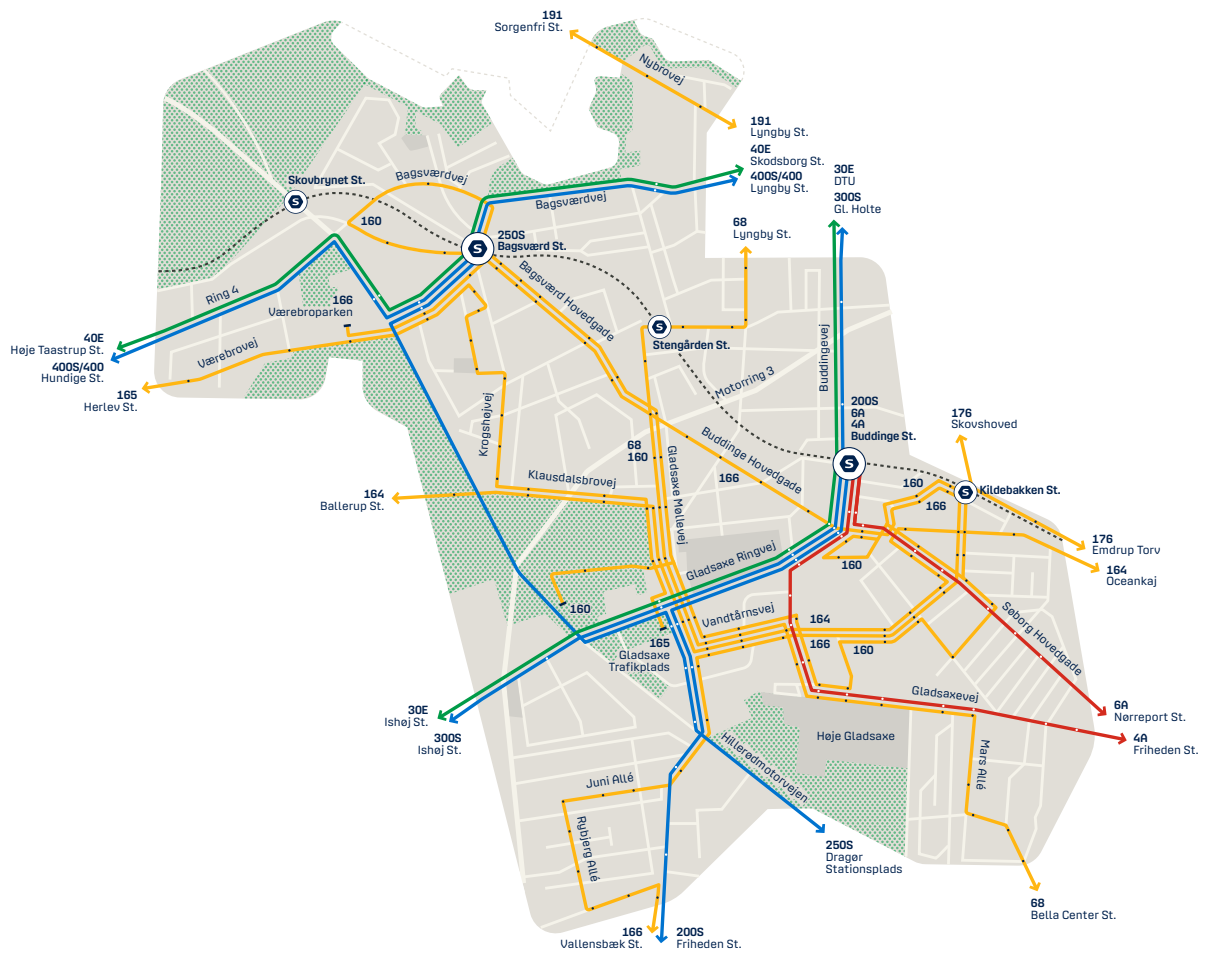 191
Sorgenfri St.
Nybrovej
191
Lyngby St.
40E
Skodsborg St.
400S/400
Lyngby St.
30E
DTU
300S
Gl. Holte
Skovbrynet St.
S
Bagsværdvej
Bagsværdvej
160
68
Lyngby St.
250S
Bagsværd St.
S
Bagsværd Hovedgade
Ring 4
166
Værebroparken
S
Stengården St.
40E
Høje Taastrup St.
400S/400
Hundige St.
Værebrovej
165
Herlev St.
Motorring 3
Buddingevej
200S
6A
4A
Buddinge St.
S
176
Skovshoved
Krogshøjvej
68
160
Gladsaxe Møllevej
Buddinge Hovedgade
166
Klausdalsbrovej
164
Ballerup St.
160
166
S
Kildebakken St.
176
Emdrup Torv
164
Oceankaj
Gladsaxe Ringvej
160
160
Vandtårnsvej
164
166
160
165
Gladsaxe
Trafikplads
Søborg Hovedgade
Gladsaxevej
6A
Nørreport St.
4A
Friheden St.
30E
Ishøj St.
300S
Ishøj St.
Høje Gladsaxe
Hillerødmotorvejen
Mars Allé
Juni Allé
Rybjerg Allé
250S
Dragør
Stationsplads
68
Bella Center St.
166
Vallensbæk St.
200S
Friheden St.